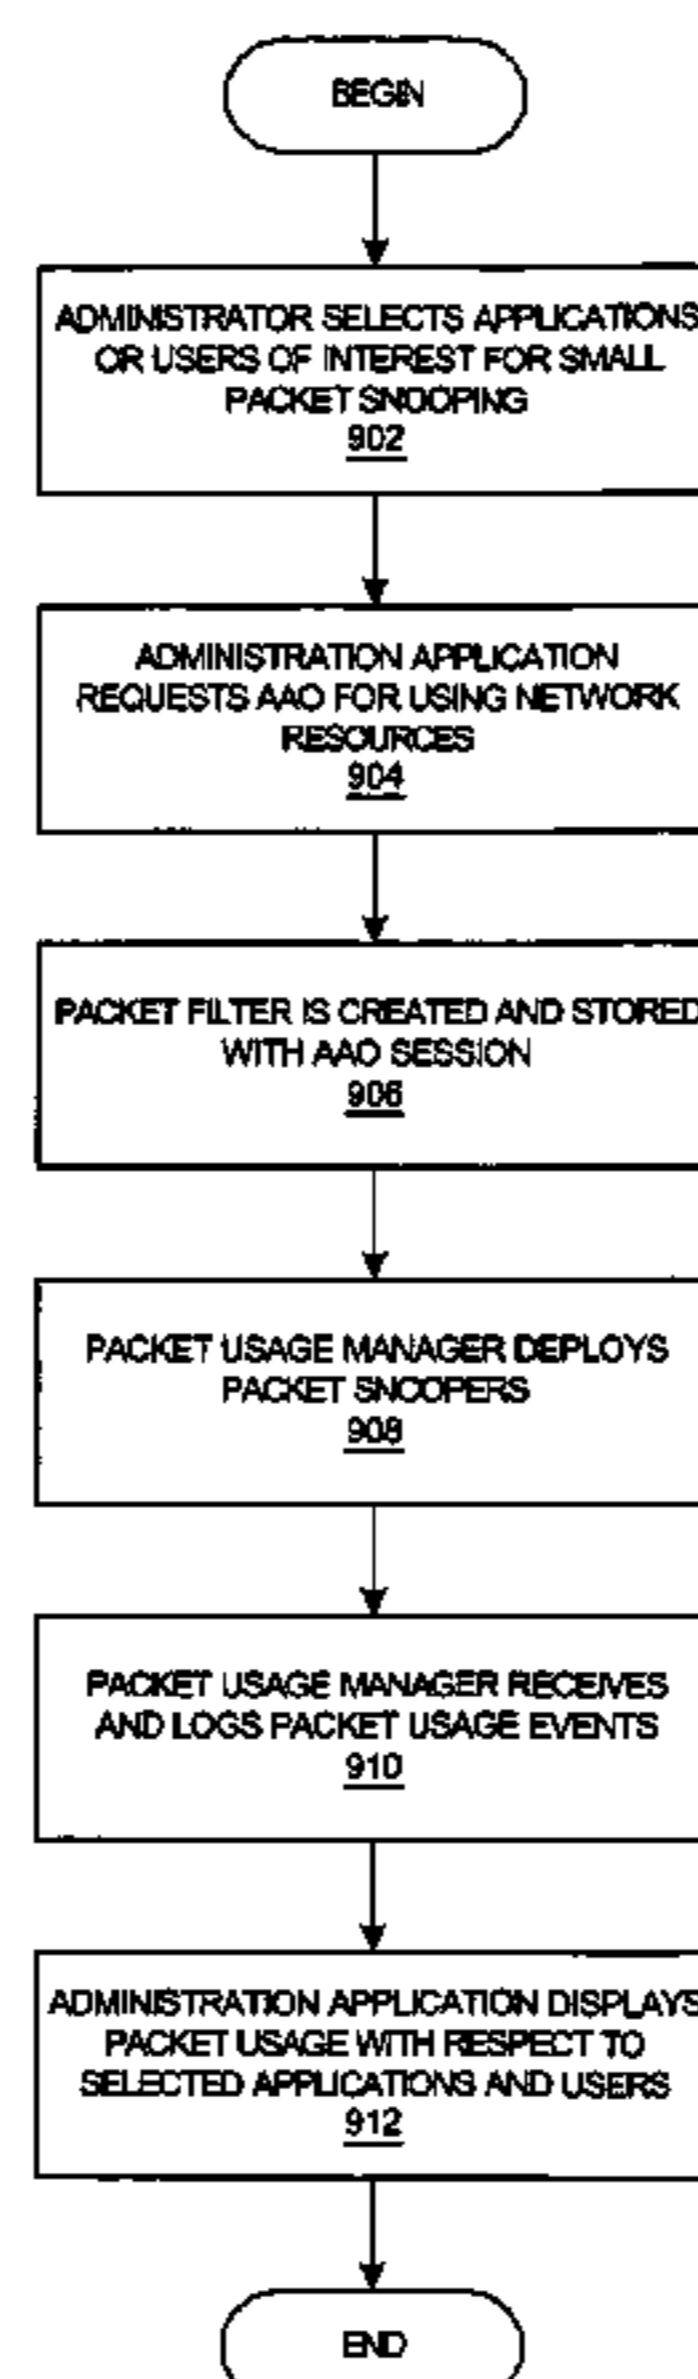 BEGIN
ADMINISTRATOR SELECTS APPLICATIONS
OR USERS OF INTEREST FOR SMALL
PACKET SNOOPING
902
ADMINISTRATION APPLICATION
REQUESTS AAO FOR USING NETWORK
RESOURCES
904
PACKET FILTER IS CREATED AND STORED
WITH AAO SESSION
906
PACKET USAGE MANAGER DEPLOYS
PACKET SNOOPERS
908
PACKET USAGE MANAGER RECEIVES
AND LOGS PACKET USAGE EVENTS
910
ADMINISTRATION APPLICATION DISPLAYS
PACKET USAGE WITH RESPECT TO
SELECTED APPLICATIONS AND USERS
912
END